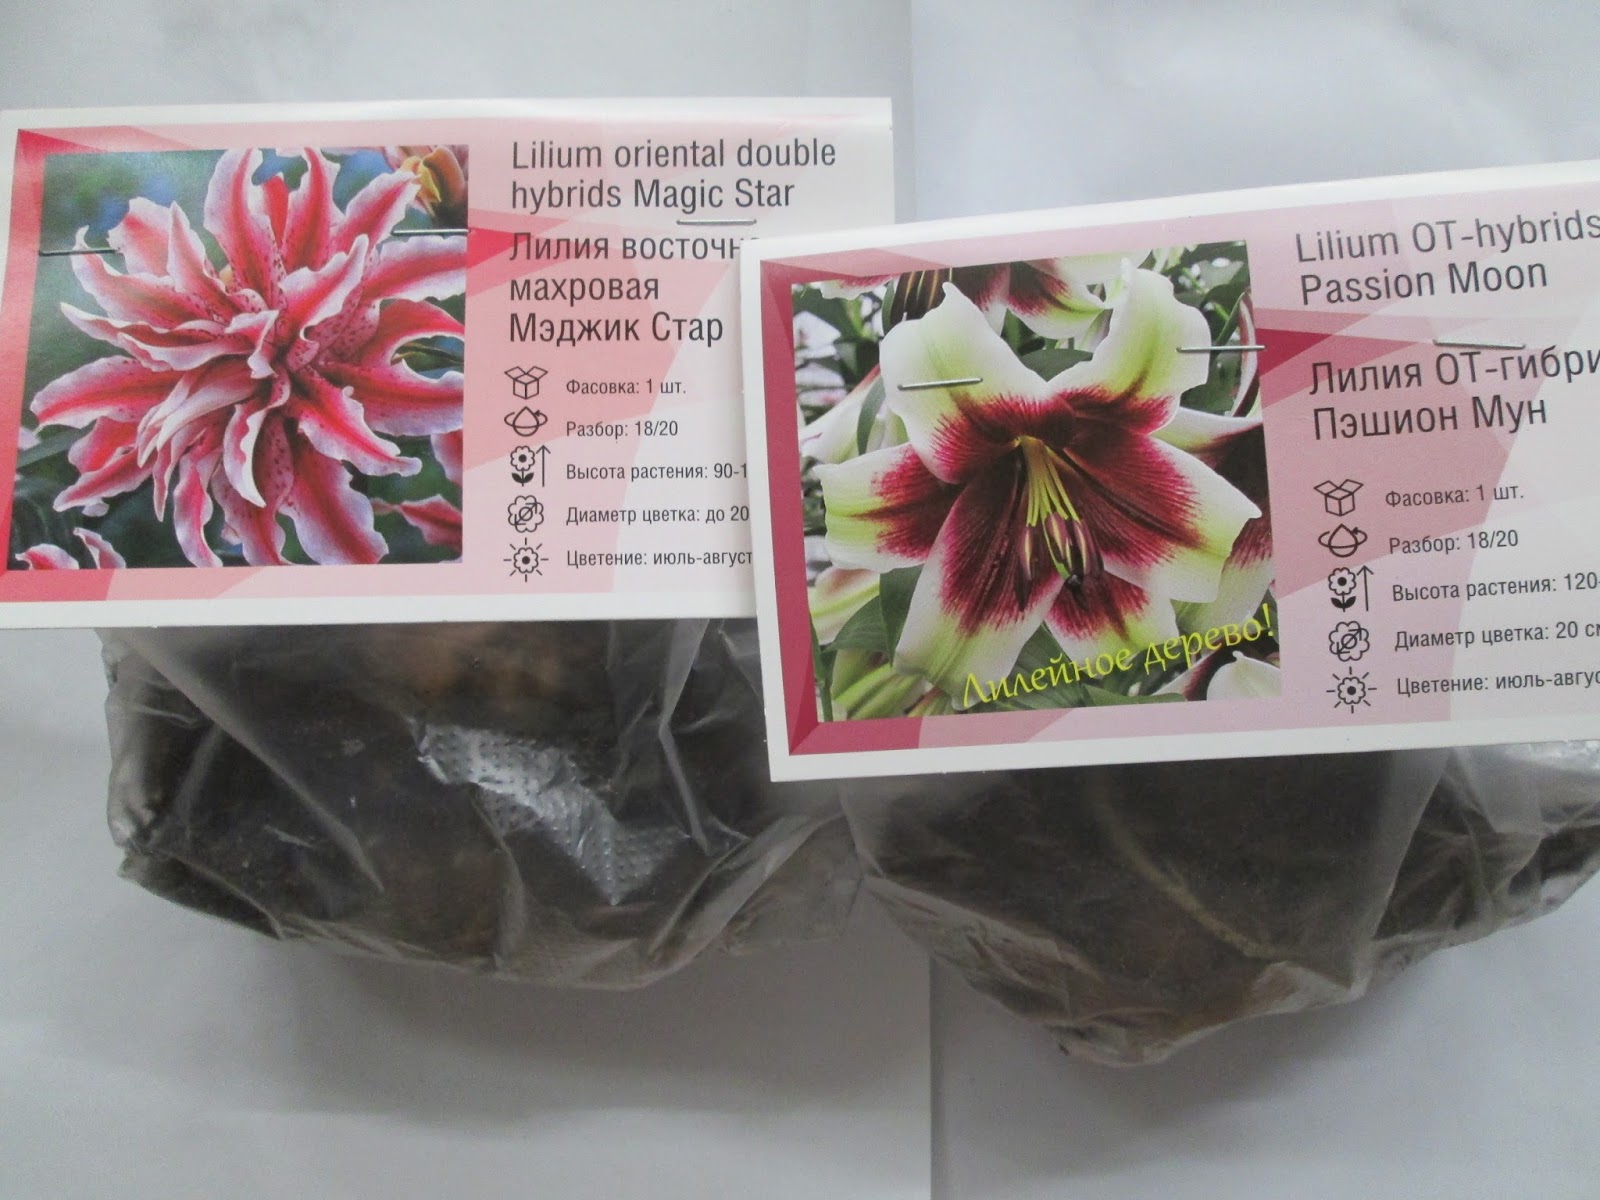 Lilium oriental double
hybrids Magic Star
Лилия восточн
махровая
Мэджик Стар
Фасовка: 1 шт.
Разбор: 18/20
Высота растения: 90-1
Диаметр цветка: до 20
Цветение: июль-август
Lilium OT-hybrids
Passion Moon
Лилия ОТ-гибри
Пэшион Мун
Фасовка: 1 шт.
Разбор: 18/20
Высота растения: 120-
Диаметр цветка: 20 см
Цветение: июль-авгус
Лилейное дерево!